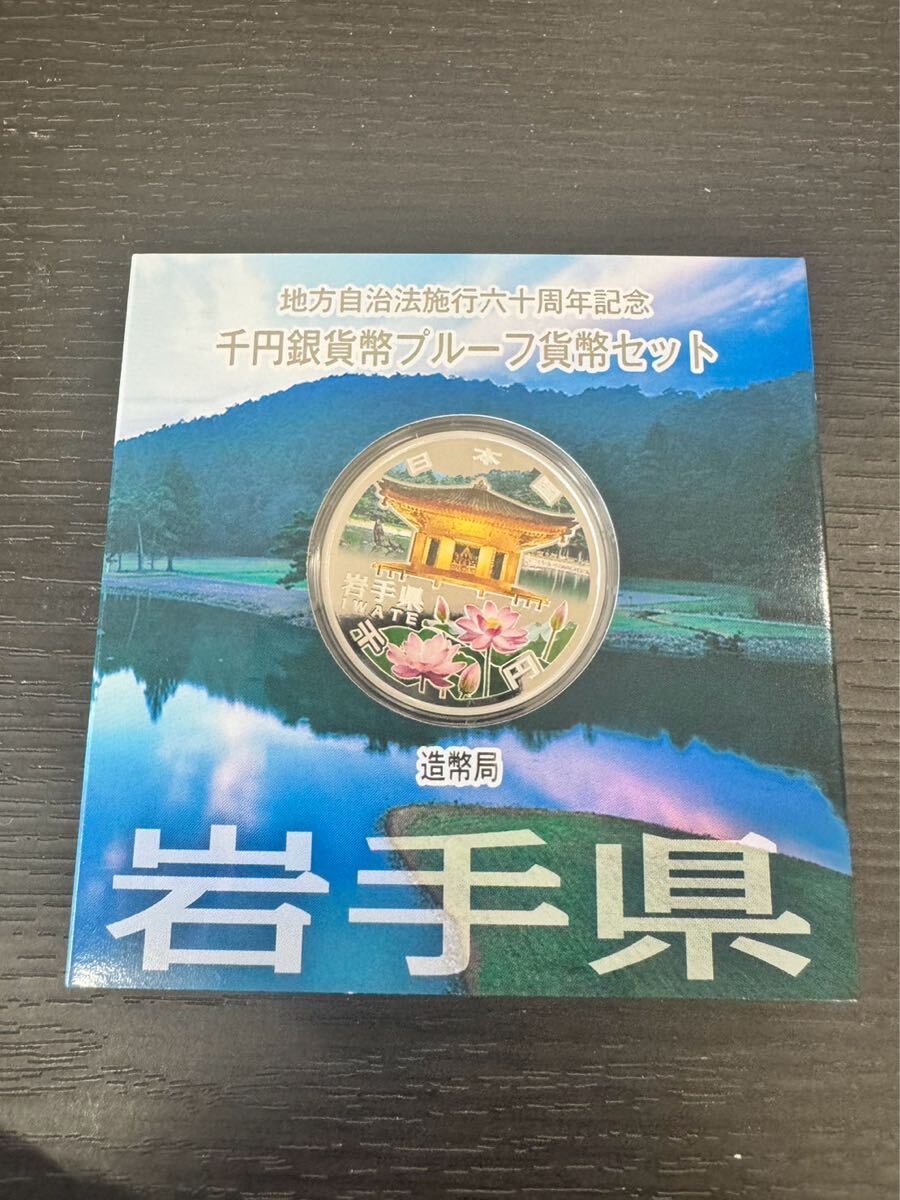 地方自治法施行六十周年記念
千円銀貨幣プルーフ貨幣セット
日本国
岩手県
IWATE
千円
造幣局
岩手県